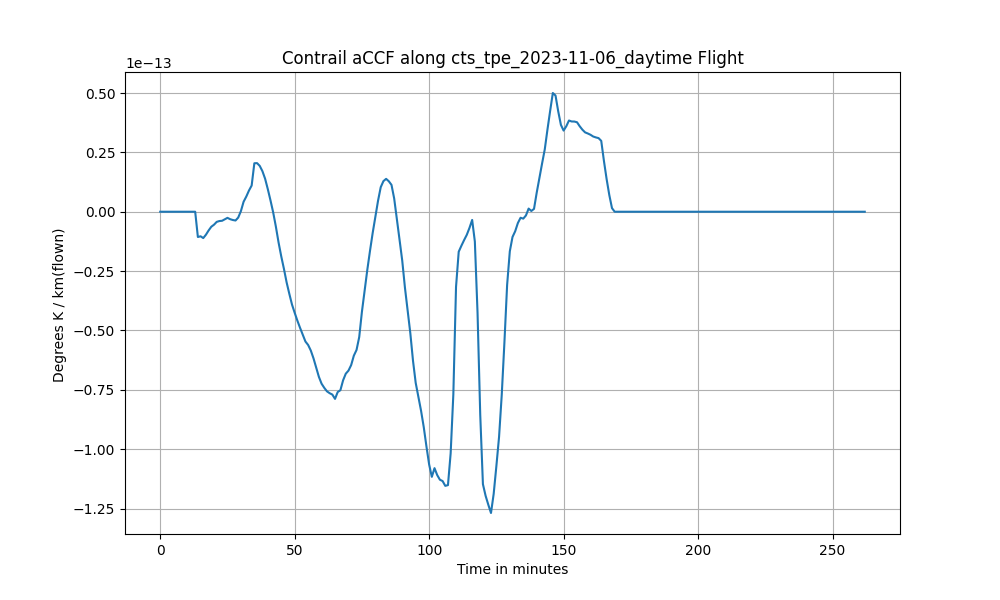 Contrail aCCF along cts_tpe_2023-11-06_daytime Flight
1e−13
0.50
0.25
0.00
−0.25
−0.50
−0.75
−1.00
−1.25
Degrees K / km(flown)
0 50 100 150 200 250
Time in minutes